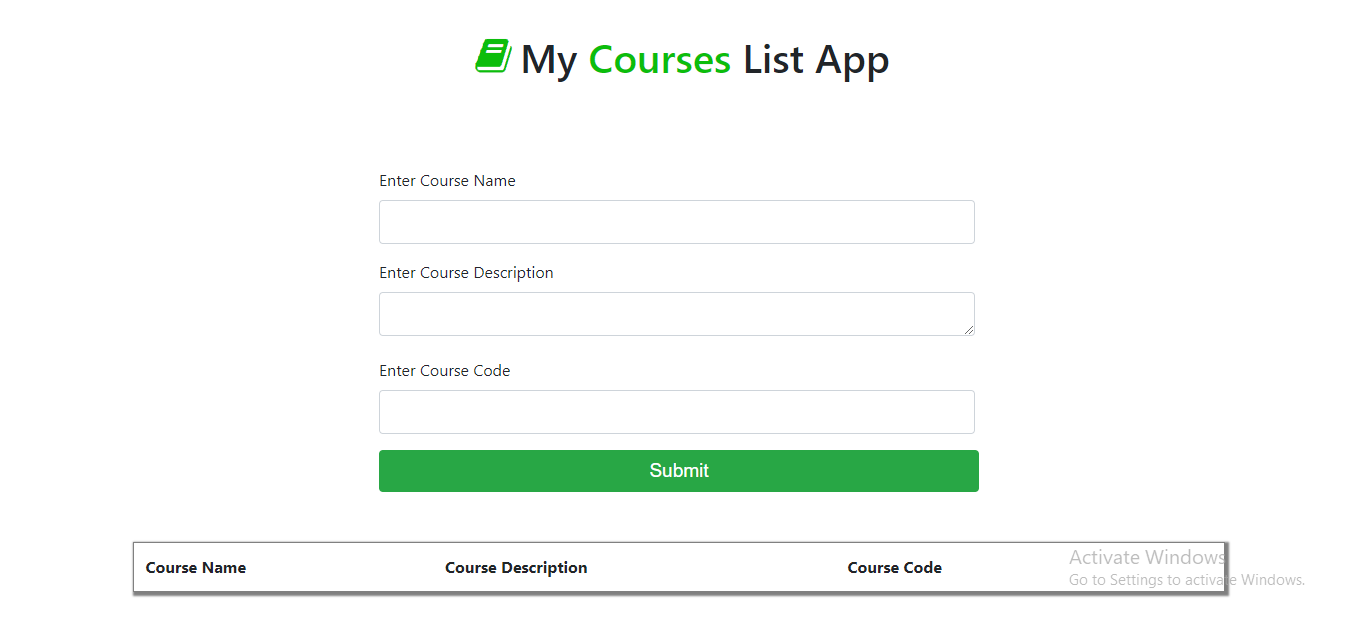 My Courses List App
Enter Course Name
Enter Course Description
Enter Course Code
Submit
Course Name Course Description Course Code
Activate Windows
Go to Settings to activate Windows.